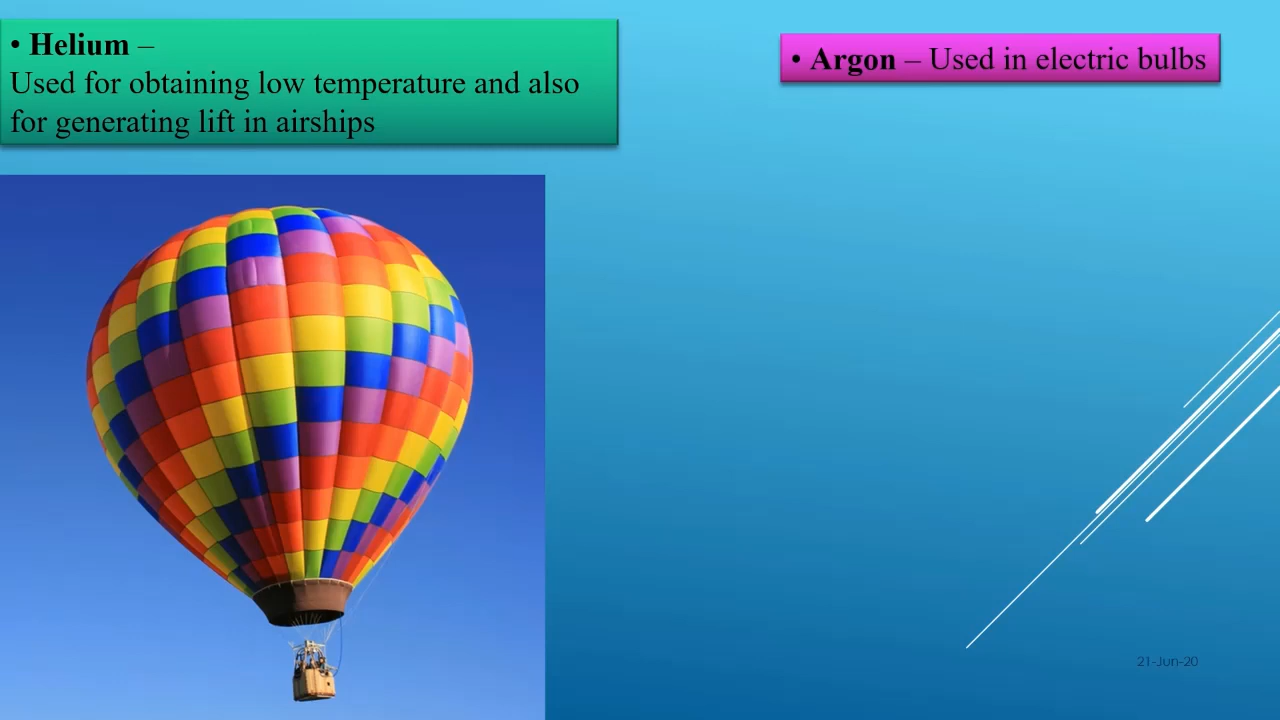 • Helium –
Used for obtaining low temperature and also
for generating lift in airships
• Argon – Used in electric bulbs
21-Jun-20